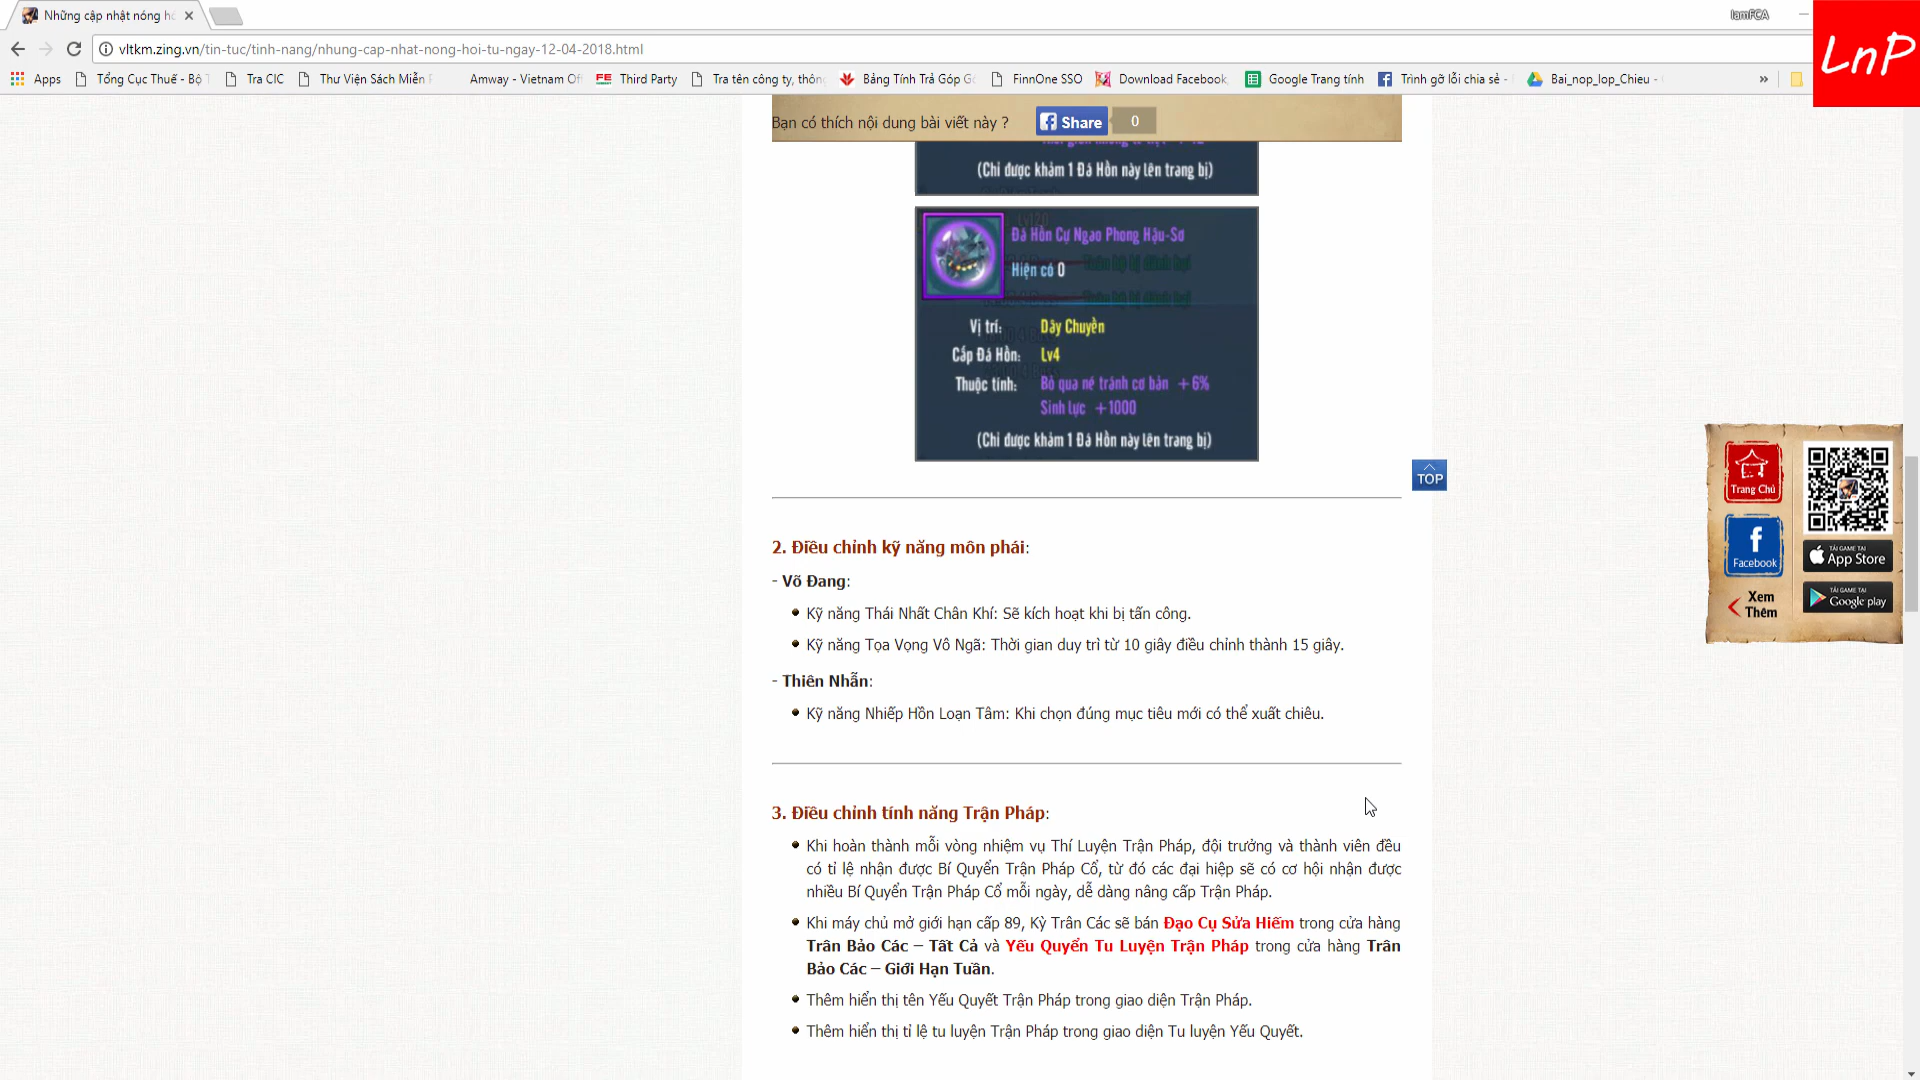 Những cập nhật nóng hổ
IamFCA
LnP
vltkm.zing.vn/tin-tuc/tinh-nang/nhung-cap-nhat-nong-hoi-tu-ngay-12-04-2018.html
Apps
Tổng Cục Thuế - Bộ T
Tra CIC
Thư Viện Sách Miễn
Amway - Vietnam Of
Third Party
Tra tên công ty, thông
Bảng Tính Trả Góp G
FinnOne SSO
Download Facebook
Google Trang tính
Trình gỡ lỗi chia sẻ -
Bai_nop_lop_Chieu -
»
Bạn có thích nội dung bài viết này ?
Share
0
(Chỉ được khảm 1 Đá Hồn này lên trang bị)
Đá Hồn Cự Ngao Phong Hậu-Sơ
Hiện có 0
Vị trí: Dây Chuyền
Cấp Đá Hồn: Lv4
Thuộc tính: Bỏ qua né tránh cơ bản +6%
Sinh lực +1000
(Chỉ được khảm 1 Đá Hồn này lên trang bị)
TOP
Trang Chủ
Facebook
Xem
Thêm
TẢI GAME TẠI
App Store
TẢI GAME TẠI
Google play
2. Điều chỉnh kỹ năng môn phái:
- Võ Đang:
Kỹ năng Thái Nhất Chân Khí: Sẽ kích hoạt khi bị tấn công.
Kỹ năng Tọa Vọng Vô Ngã: Thời gian duy trì từ 10 giây điều chỉnh thành 15 giây.
- Thiên Nhẫn:
Kỹ năng Nhiếp Hồn Loạn Tâm: Khi chọn đúng mục tiêu mới có thể xuất chiêu.
3. Điều chỉnh tính năng Trận Pháp:
Khi hoàn thành mỗi vòng nhiệm vụ Thí Luyện Trận Pháp, đội trưởng và thành viên đều
có tỉ lệ nhận được Bí Quyển Trận Pháp Cổ, từ đó các đại hiệp sẽ có cơ hội nhận được
nhiều Bí Quyển Trận Pháp Cổ mỗi ngày, dễ dàng nâng cấp Trận Pháp.
Khi máy chủ mở giới hạn cấp 89, Kỳ Trân Các sẽ bán Đạo Cụ Sửa Hiếm trong cửa hàng
Trân Bảo Các – Tất Cả và Yếu Quyển Tu Luyện Trận Pháp trong cửa hàng Trân
Bảo Các – Giới Hạn Tuần.
Thêm hiển thị tên Yếu Quyết Trận Pháp trong giao diện Trận Pháp.
Thêm hiển thị tỉ lệ tu luyện Trận Pháp trong giao diện Tu luyện Yếu Quyết.